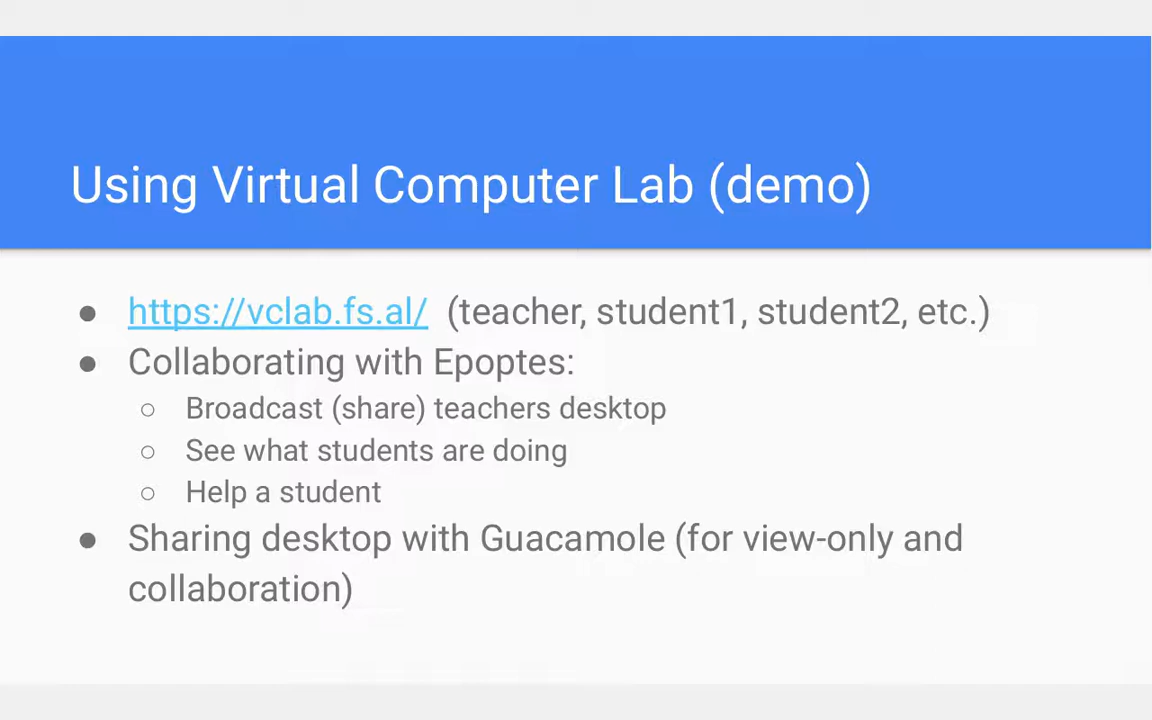 Using Virtual Computer Lab (demo)
● https://vclab.fs.al/ (teacher, student1, student2, etc.)
● Collaborating with Epoptes:
○ Broadcast (share) teachers desktop
○ See what students are doing
○ Help a student
● Sharing desktop with Guacamole (for view-only and
collaboration)